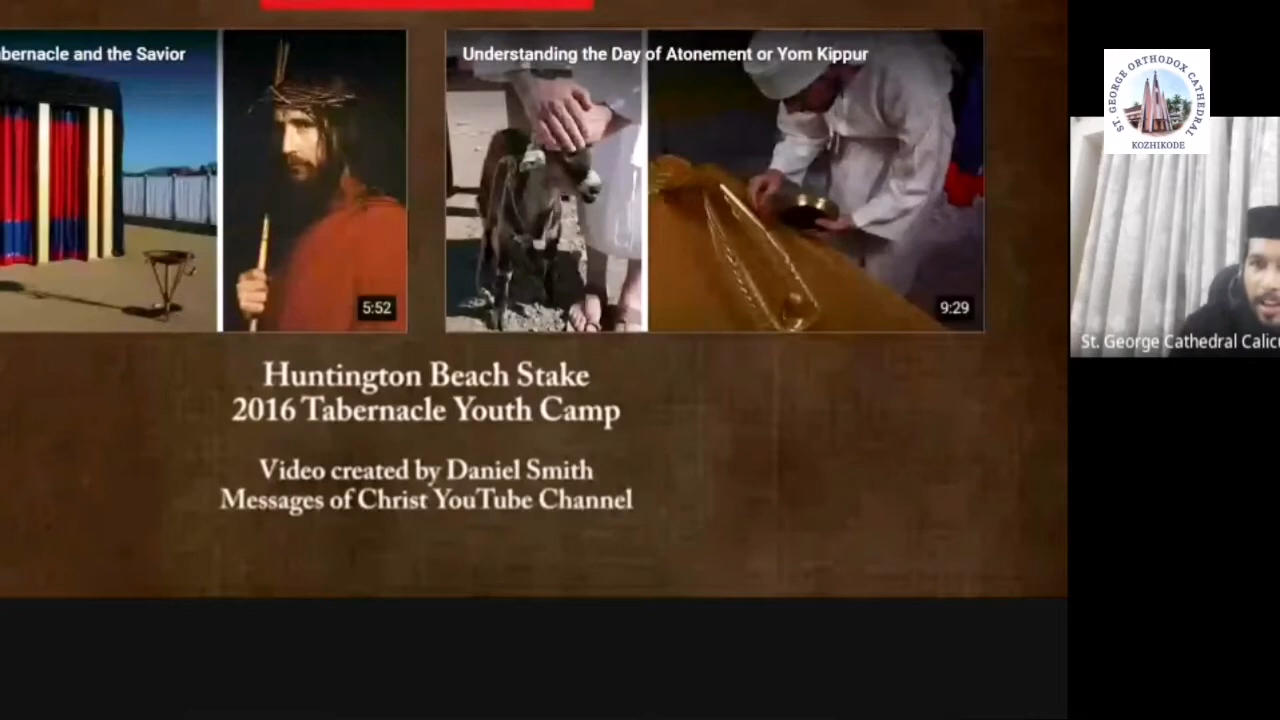 bernacle and the Savior
5:52
Understanding the Day of Atonement or Yom Kippur
9:29
Huntington Beach Stake
2016 Tabernacle Youth Camp
Video created by Daniel Smith
Messages of Christ YouTube Channel
ST. GEORGE ORTHODOX CATHEDRAL
KOZHIKODE
St. George Cathedral Calic